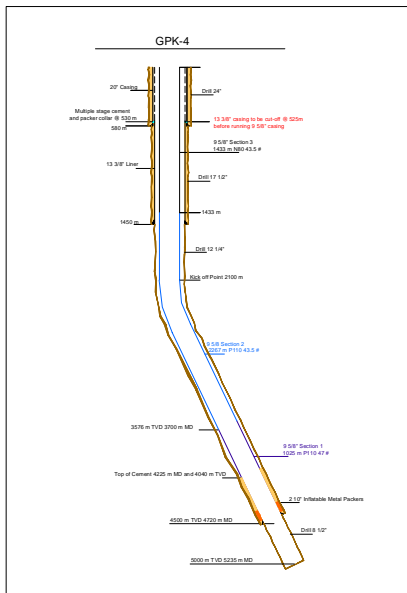 GPK-4
20" Casing
Drill 24"
Multiple stage cement
and packer collar @ 530 m
13 3/8" casing to be cut-off @ 525m
before running 9 5/8" casing
580 m
9 5/8" Section 3
1433 m N80 43.5 #
13 3/8" Liner
Drill 17 1/2"
1433 m
1450 m
Drill 12 1/4"
Kick off Point 2100 m
9 5/8 Section 2
2267 m P110 43.5 #
3576 m TVD 3700 m MD
9 5/8" Section 1
1025 m P110 47 #
Top of Cement 4225 m MD and 4040 m TVD
2 10" Inflatable Metal Packers
4500 m TVD 4720 m MD
Drill 8 1/2"
5000 m TVD 5235 m MD